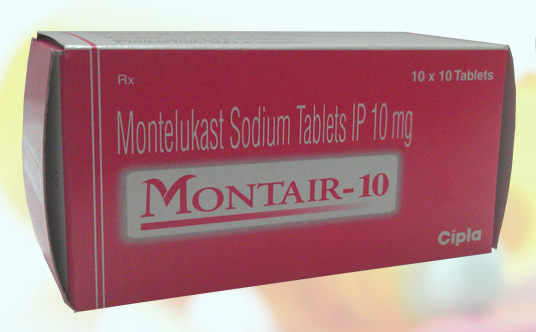 Rx
10 x 10 Tablets
Montelukast Sodium Tablets IP 10 mg
MONTAIR-10
Cipla